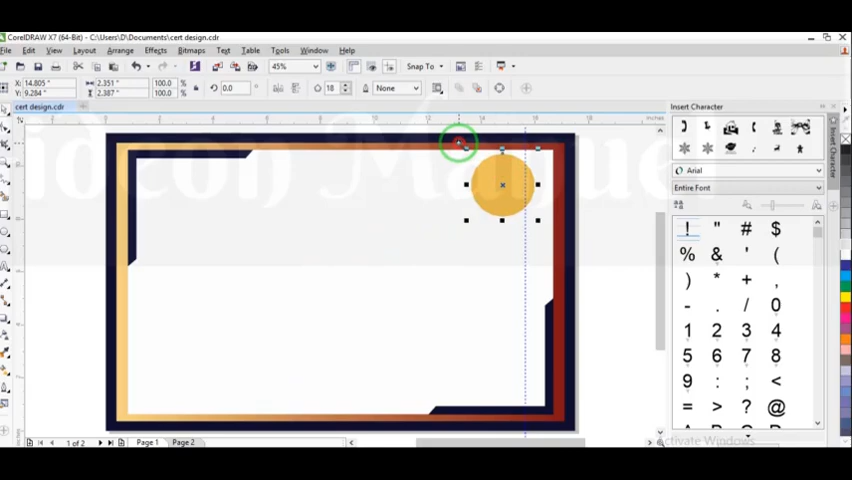 CorelDRAW X7 (64-Bit) - C:\Users\D\Documents\cert design.cdr
File Edit View Layout Arrange Effects Bitmaps Text Table Tools Window Help
45% Snap To
X: 14.805 " 2.351 " 100.0 %
Y: 9.284 " 2.387 " 100.0 %
0.0 ° 18 None
cert design.cdr
Insert Character
inches
Arial
Entire Font
! " # $
% & ' (
) * + ,
- . / 0
1 2 3 4
5 6 7 8
9 : ; <
= > ? @
Insert Character
Activate Windows
1 of 2 Page 1 Page 2